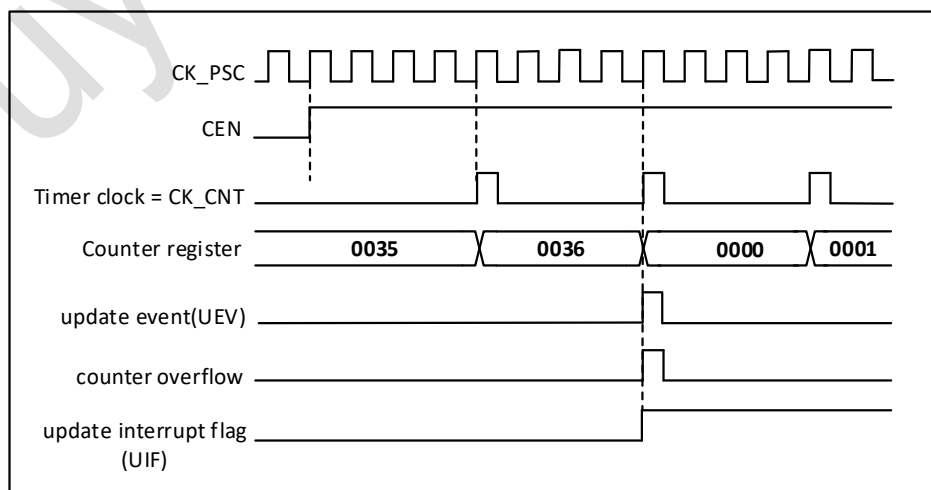 uy
CK_PSC
CEN
Timer clock = CK_CNT
Counter register
0035 0036 0000 0001
update event(UEV)
counter overflow
update interrupt flag
(UIF)